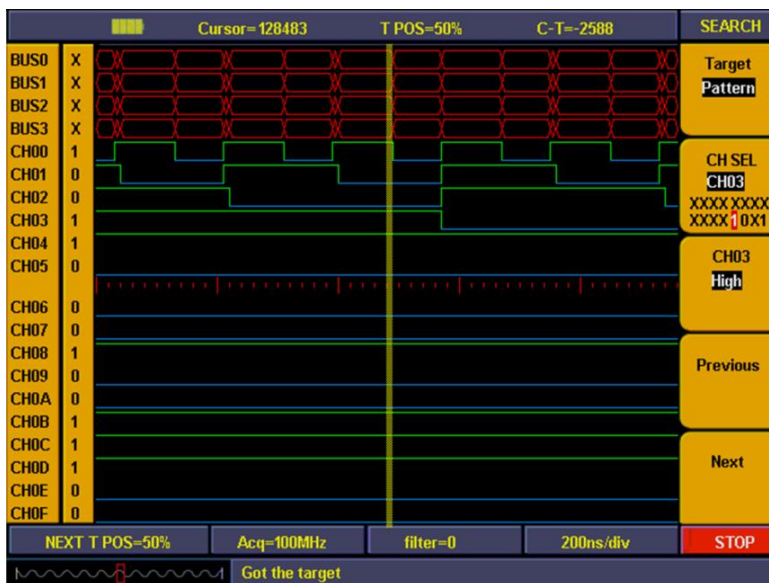 Cursor=128483 T POS=50% C-T=-2588 SEARCH
BUS0 X
BUS1 X
BUS2 X
BUS3 X
CH00 1
CH01 0
CH02 0
CH03 1
CH04 1
CH05 0
CH06 0
CH07 0
CH08 1
CH09 0
CH0A 0
CH0B 1
CH0C 1
CH0D 1
CH0E 0
CH0F 0
Target
Pattern
CH SEL
CH03
XXXX XXXX
XXXX 1 0X1
CH03
High
Previous
Next
NEXT T POS=50% Acq=100MHz filter=0 200ns/div STOP
Got the target